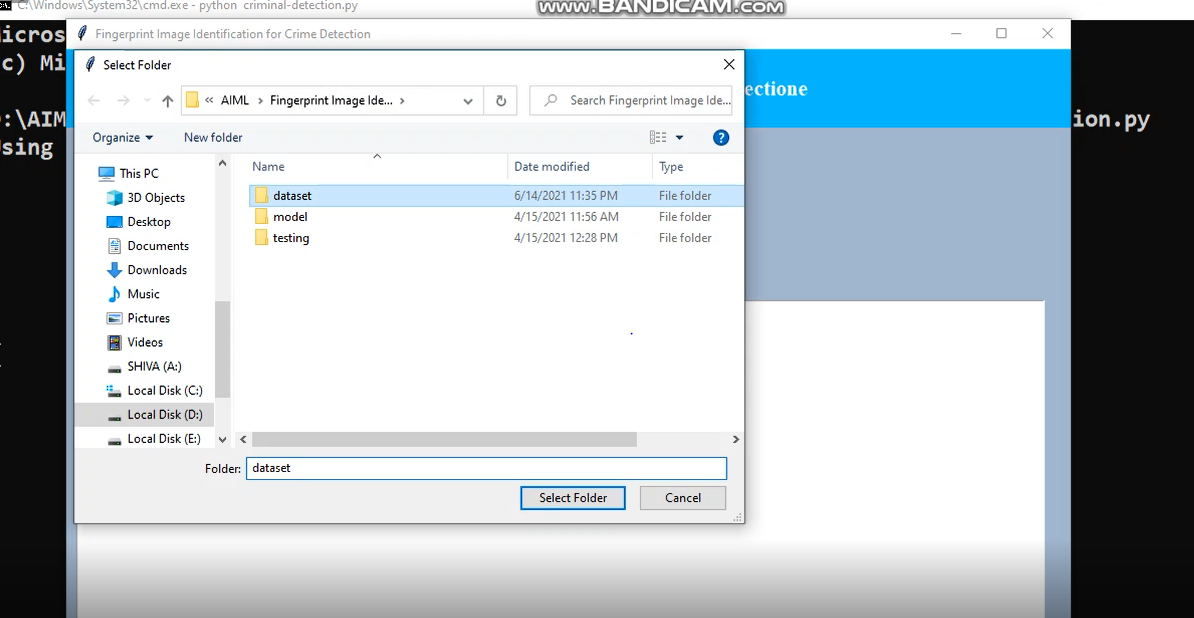 C:\Windows\System32\cmd.exe - python criminal-detection.py
www.BANDICAM.com
Fingerprint Image Identification for Crime Detection
Select Folder
« AIML › Fingerprint Image Ide... ›
Search Fingerprint Image Ide...
Organize
New folder
Name
Date modified
Type
This PC
3D Objects
Desktop
Documents
Downloads
Music
Pictures
Videos
SHIVA (A:)
Local Disk (C:)
Local Disk (D:)
Local Disk (E:)
dataset 6/14/2021 11:35 PM File folder
model 4/15/2021 11:56 AM File folder
testing 4/15/2021 12:28 PM File folder
Folder: dataset
Select Folder
Cancel
icros
c) Mi
:\AIM
sing
ectione
ion.py